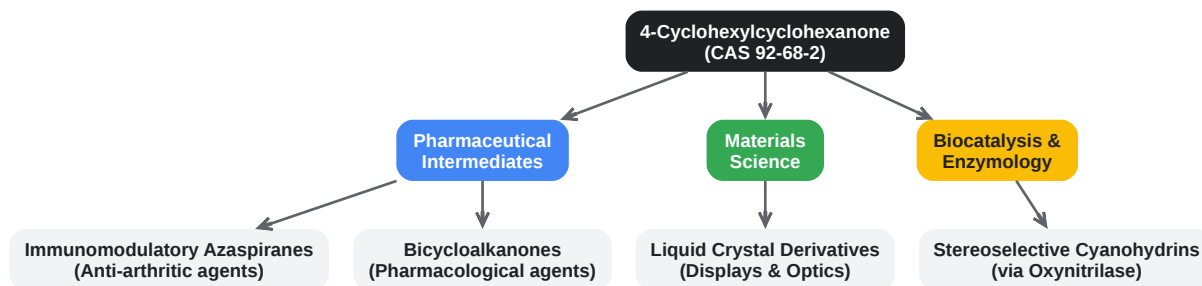 4-Cyclohexylcyclohexanone
(CAS 92-68-2)
Pharmaceutical
Intermediates
Materials
Science
Biocatalysis &
Enzymology
Immunomodulatory Azaspiranes
(Anti-arthritic agents)
Bicycloalkanones
(Pharmacological agents)
Liquid Crystal Derivatives
(Displays & Optics)
Stereoselective Cyanohydrins
(via Oxynitrilase)